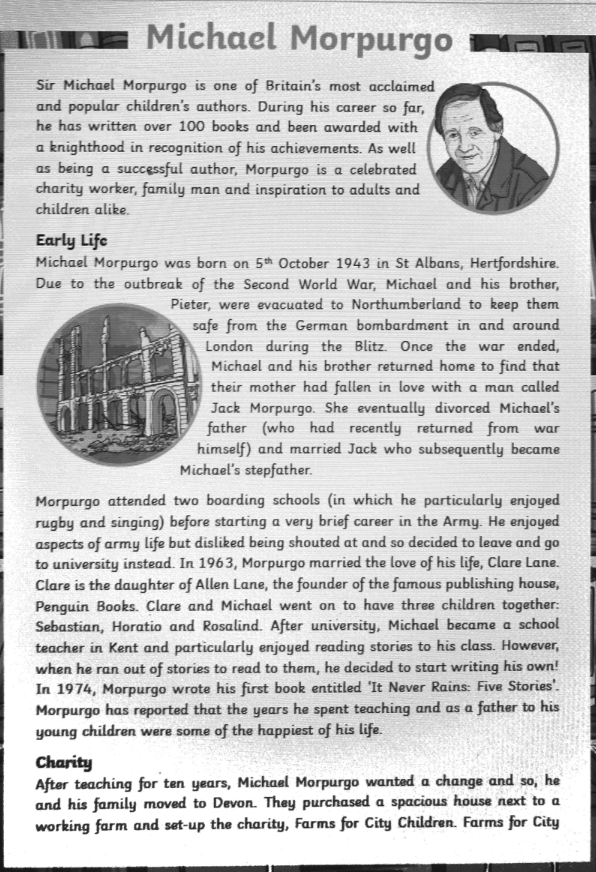 Michael Morpurgo
Sir Michael Morpurgo is one of Britain's most acclaimed
and popular children's authors. During his career so far,
he has written over 100 books and been awarded with
a knighthood in recognition of his achievements. As well
as being a successful author, Morpurgo is a celebrated
charity worker, family man and inspiration to adults and
children alike.
Early Life
Michael Morpurgo was born on 5th October 1943 in St Albans, Hertfordshire.
Due to the outbreak of the Second World War, Michael and his brother,
Pieter, were evacuated to Northumberland to keep them
safe from the German bombardment in and around
London during the Blitz. Once the war ended,
Michael and his brother returned home to find that
their mother had fallen in love with a man called
Jack Morpurgo. She eventually divorced Michael's
father (who had recently returned from war
himself) and married Jack who subsequently became
Michael's stepfather.
Morpurgo attended two boarding schools (in which he particularly enjoyed
rugby and singing) before starting a very brief career in the Army. He enjoyed
aspects of army life but disliked being shouted at and so decided to leave and go
to university instead. In 1963, Morpurgo married the love of his life, Clare Lane.
Clare is the daughter of Allen Lane, the founder of the famous publishing house,
Penguin Books. Clare and Michael went on to have three children together:
Sebastian, Horatio and Rosalind. After university, Michael became a school
teacher in Kent and particularly enjoyed reading stories to his class. However,
when he ran out of stories to read to them, he decided to start writing his own!
In 1974, Morpurgo wrote his first book entitled 'It Never Rains: Five Stories'.
Morpurgo has reported that the years he spent teaching and as a father to his
young children were some of the happiest of his life.
Charity
After teaching for ten years, Michael Morpurgo wanted a change and so, he
and his family moved to Devon. They purchased a spacious house next to a
working farm and set-up the charity, Farms for City Children. Farms for City